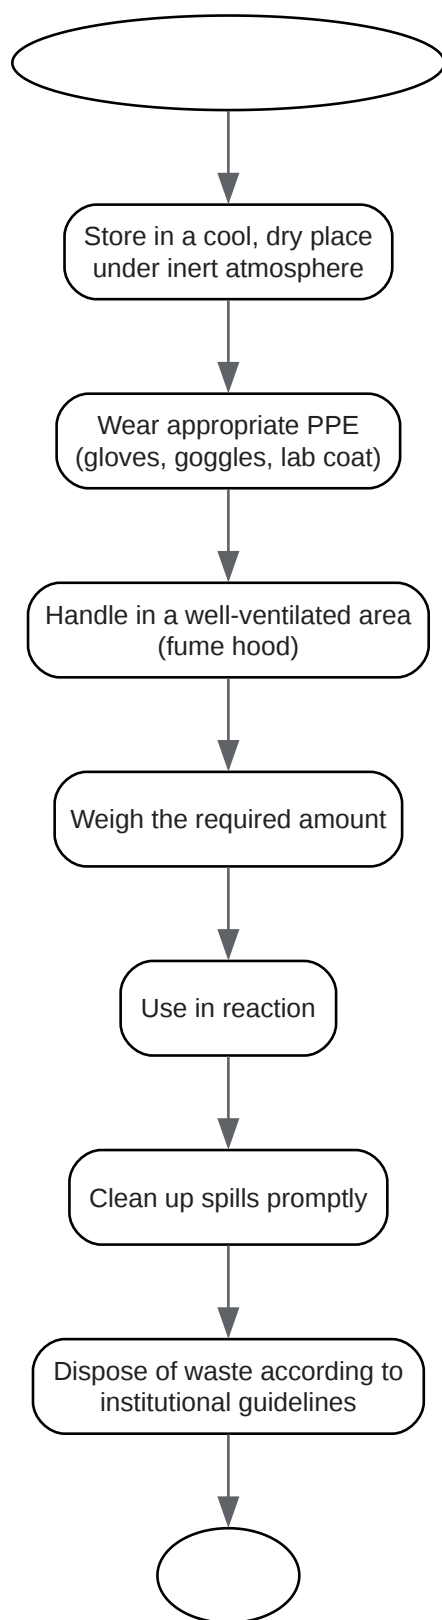 Store in a cool, dry place
under inert atmosphere
Wear appropriate PPE
(gloves, goggles, lab coat)
Handle in a well-ventilated area
(fume hood)
Weigh the required amount
Use in reaction
Clean up spills promptly
Dispose of waste according to
institutional guidelines